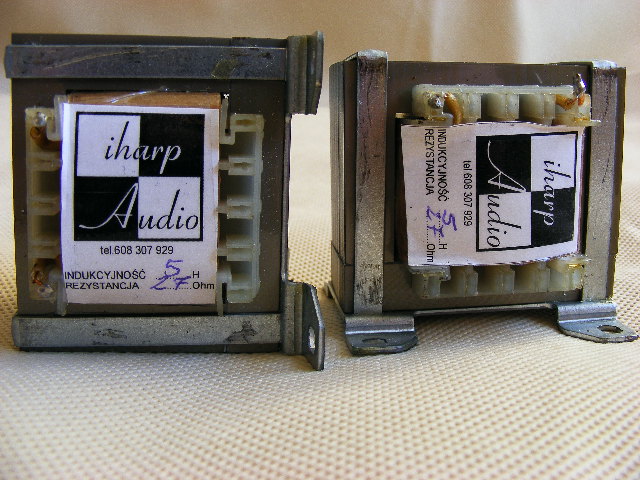 iharp
Audio
tel.608 307 929
INDUKCYJNOŚĆ 5 H
REZYSTANCJA 27 Ohm
iharp
Audio
tel.608 307 929
INDUKCYJNOŚĆ 5 H
REZYSTANCJA 27 Ohm